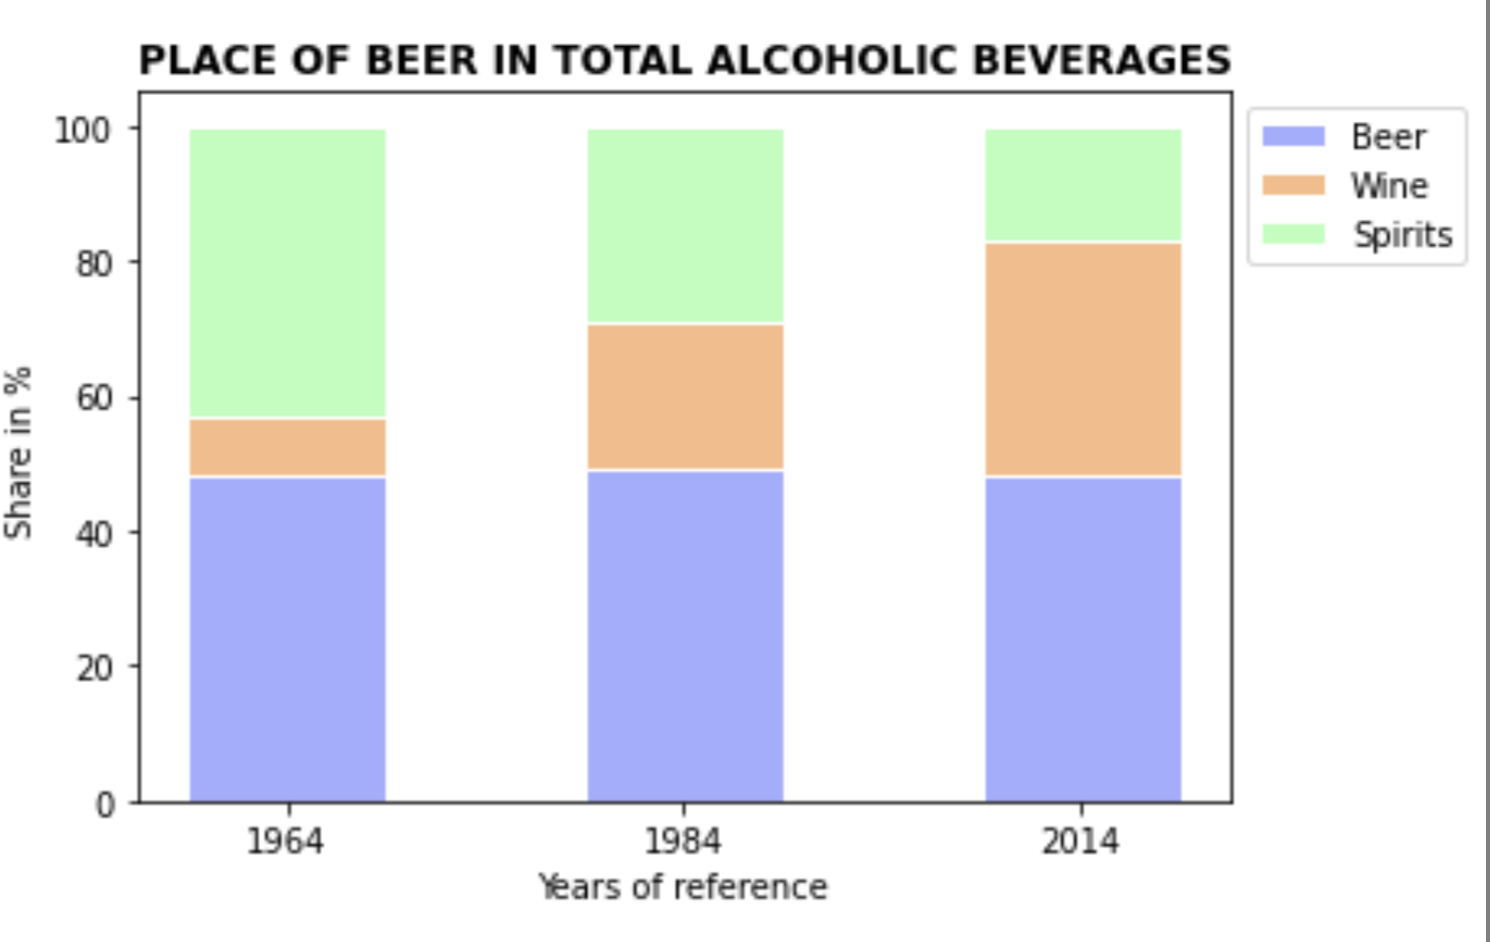 PLACE OF BEER IN TOTAL ALCOHOLIC BEVERAGES
100
80
60
40
20
0
Share in %
1964 1984 2014
Years of reference
Beer
Wine
Spirits